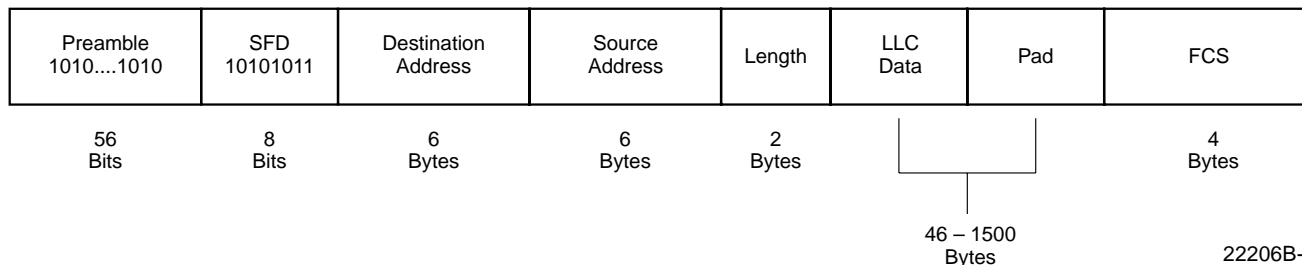 Preamble
1010....1010
SFD
10101011
Destination
Address
Source
Address
Length
LLC
Data
Pad
FCS
56
Bits
8
Bits
6
Bytes
6
Bytes
2
Bytes
4
Bytes
46 – 1500
Bytes
22206B-